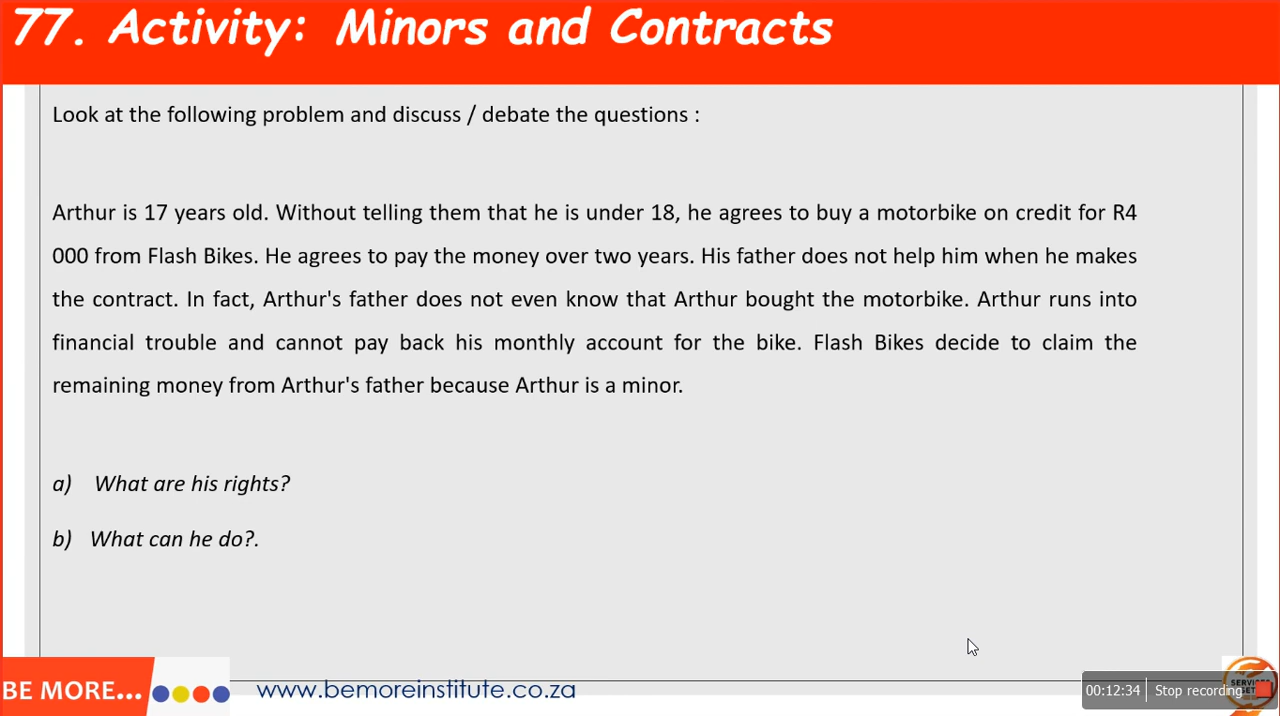 77. Activity: Minors and Contracts
Look at the following problem and discuss / debate the questions :
Arthur is 17 years old. Without telling them that he is under 18, he agrees to buy a motorbike on credit for R4
000 from Flash Bikes. He agrees to pay the money over two years. His father does not help him when he makes
the contract. In fact, Arthur's father does not even know that Arthur bought the motorbike. Arthur runs into
financial trouble and cannot pay back his monthly account for the bike. Flash Bikes decide to claim the
remaining money from Arthur's father because Arthur is a minor.
a) What are his rights?
b) What can he do?.
BE MORE...
www.bemoreinstitute.co.za
00:12:34 Stop recording